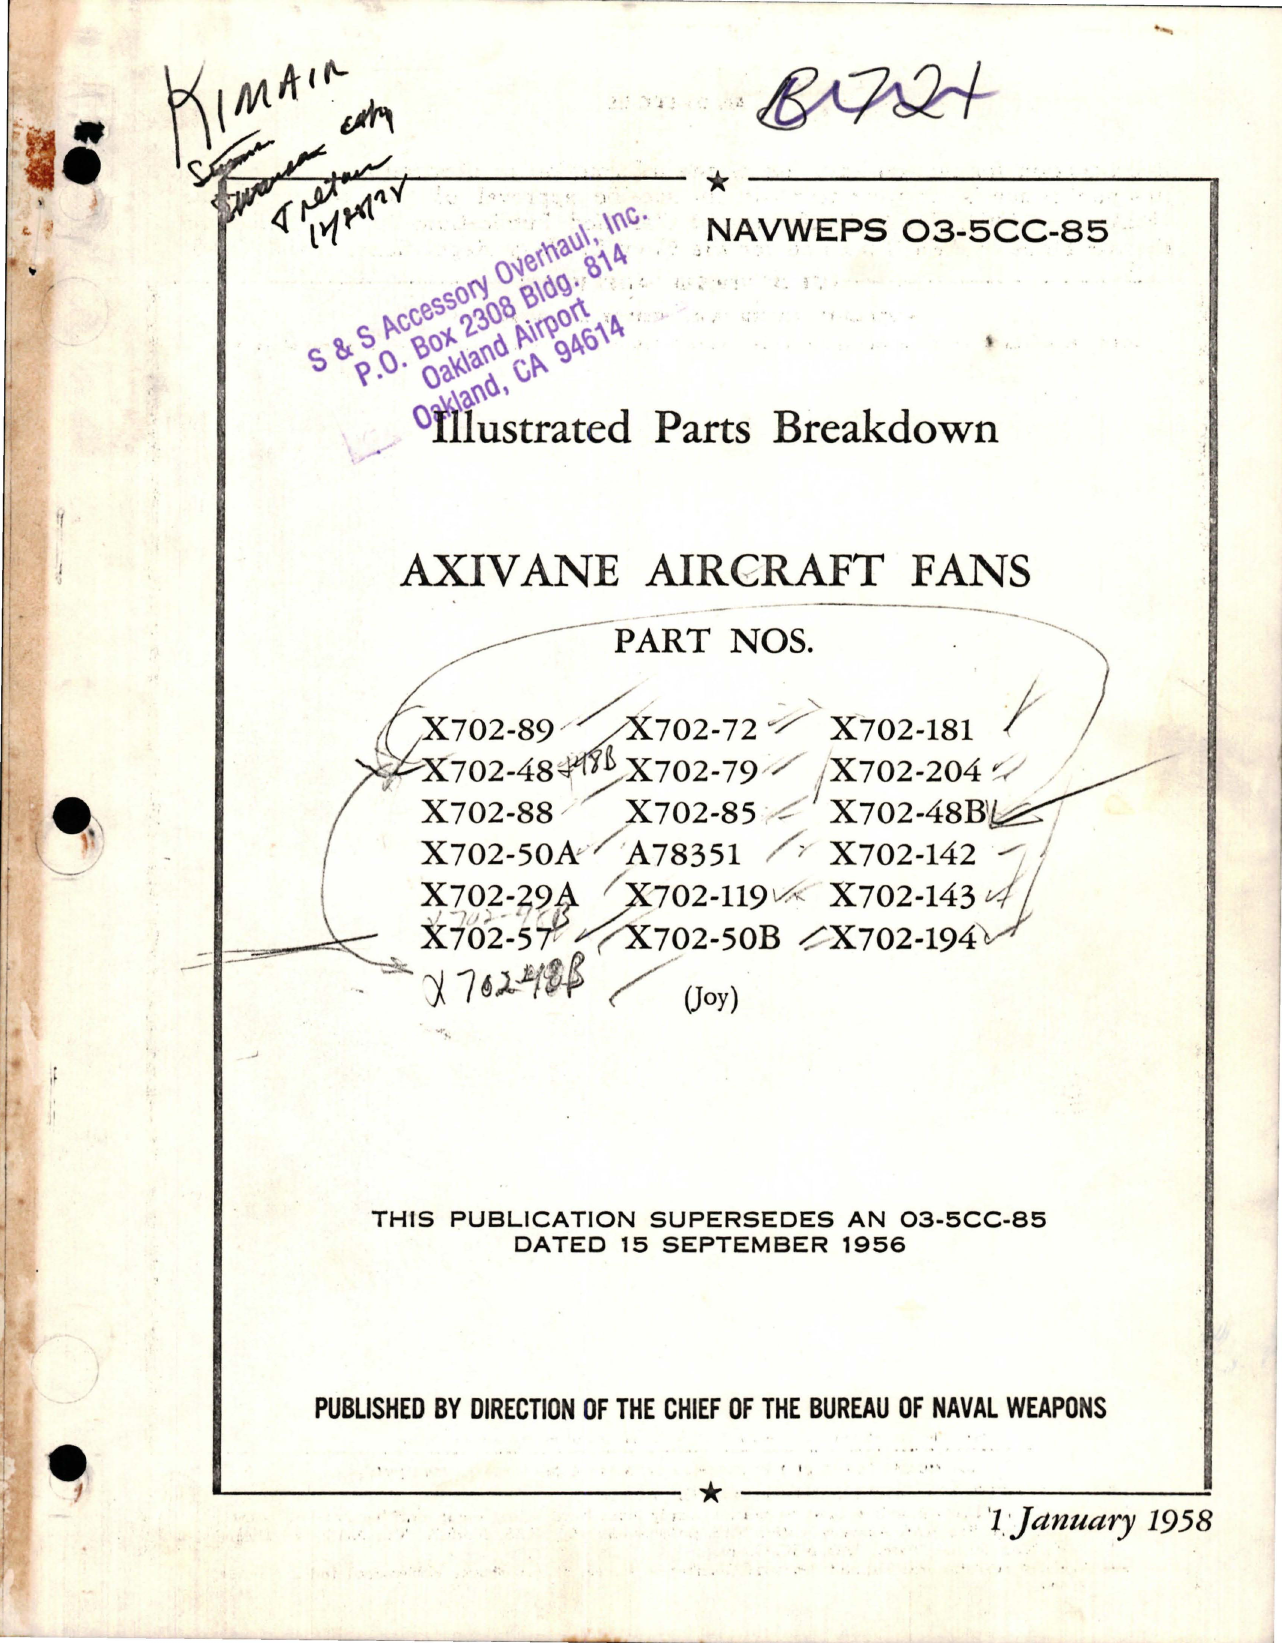 KIMAIR
B-727
NAVWEPS 03-5CC-85
S & S Accessory Overhaul, Inc.
P.O. Box 2308 Bldg. 814
Oakland Airport
Oakland, CA 94614
Illustrated Parts Breakdown
AXIVANE AIRCRAFT FANS
PART NOS.
X702-89 X702-72 X702-181
X702-48 +48B X702-79 X702-204
X702-88 X702-85 X702-48B
X702-50A A78351 X702-142
X702-29A X702-119 X702-143
X702-48B
X702-57 X702-50B X702-194
X702-48B
(Joy)
THIS PUBLICATION SUPERSEDES AN 03-5CC-85
DATED 15 SEPTEMBER 1956
PUBLISHED BY DIRECTION OF THE CHIEF OF THE BUREAU OF NAVAL WEAPONS
1 January 1958